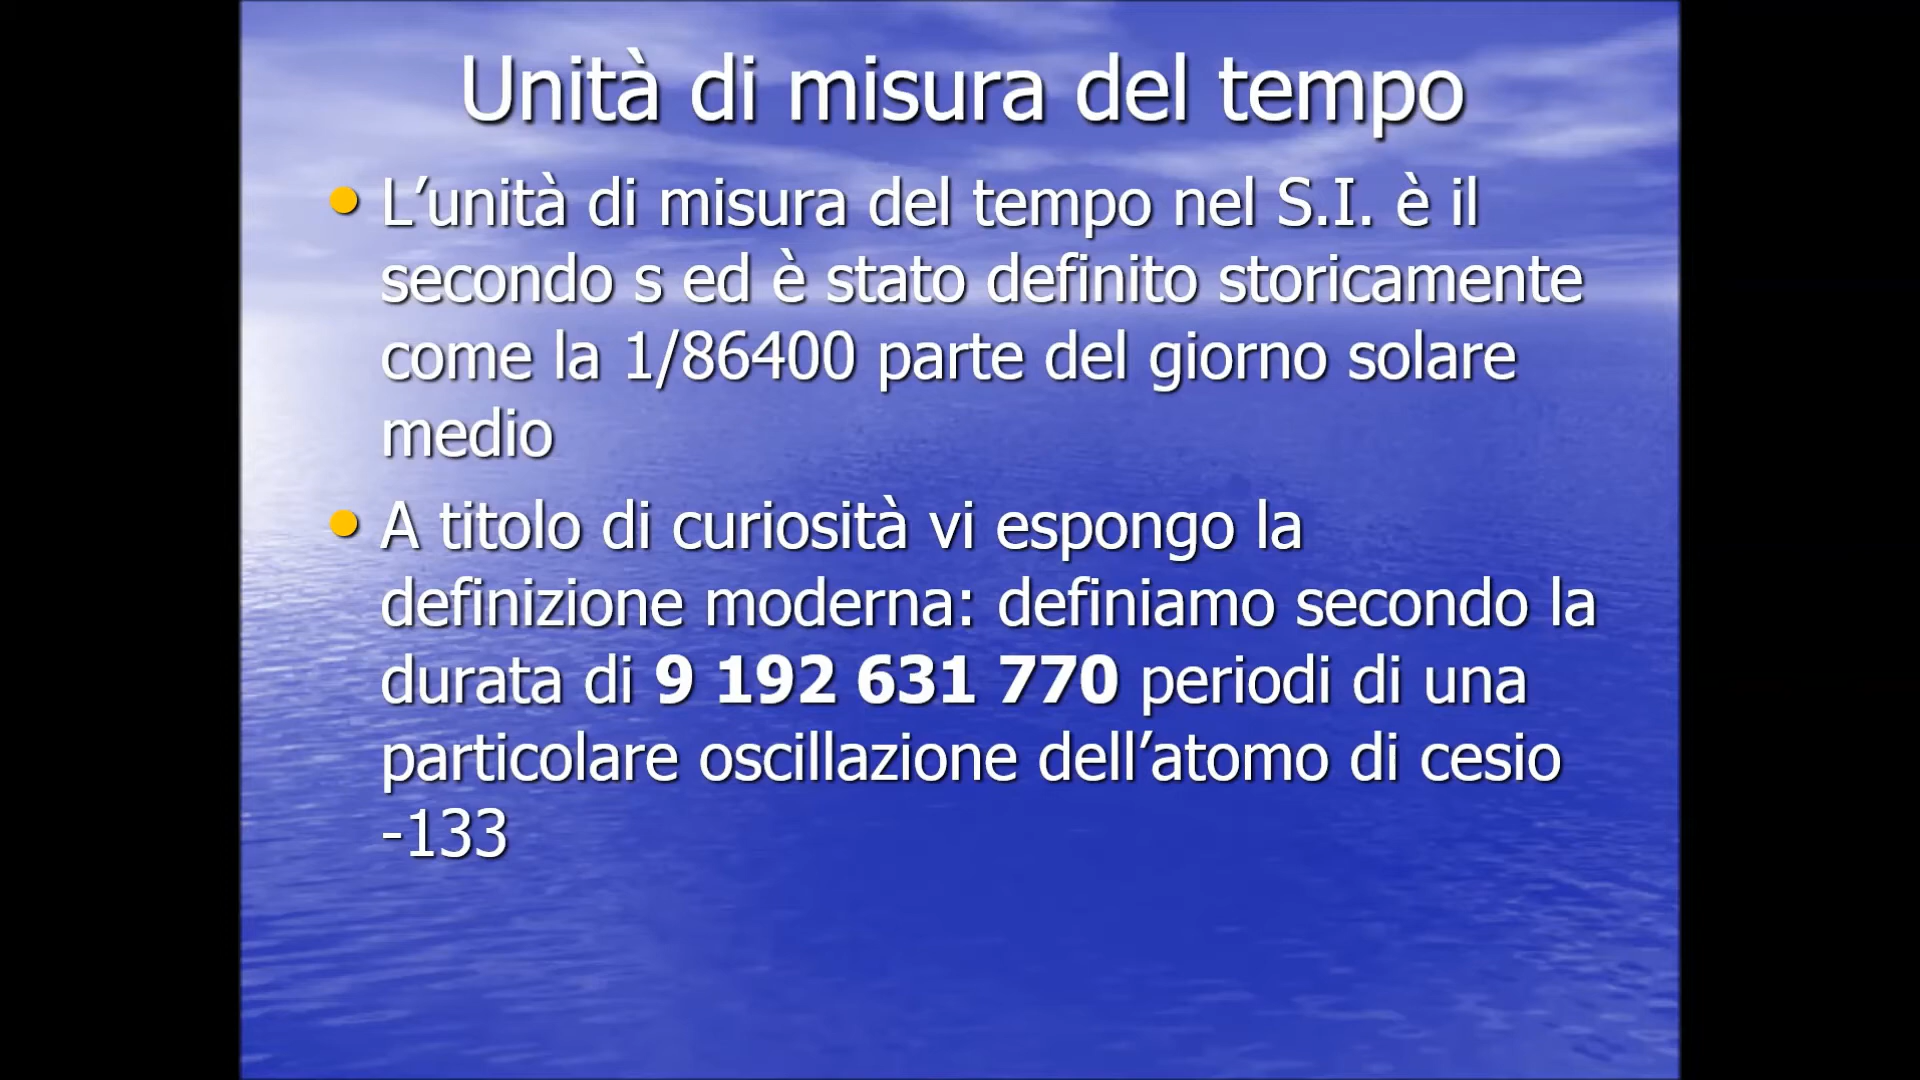 Unità di misura del tempo
• L’unità di misura del tempo nel S.I. è il
secondo s ed è stato definito storicamente
come la 1/86400 parte del giorno solare
medio
• A titolo di curiosità vi espongo la
definizione moderna: definiamo secondo la
durata di 9 192 631 770 periodi di una
particolare oscillazione dell’atomo di cesio
-133